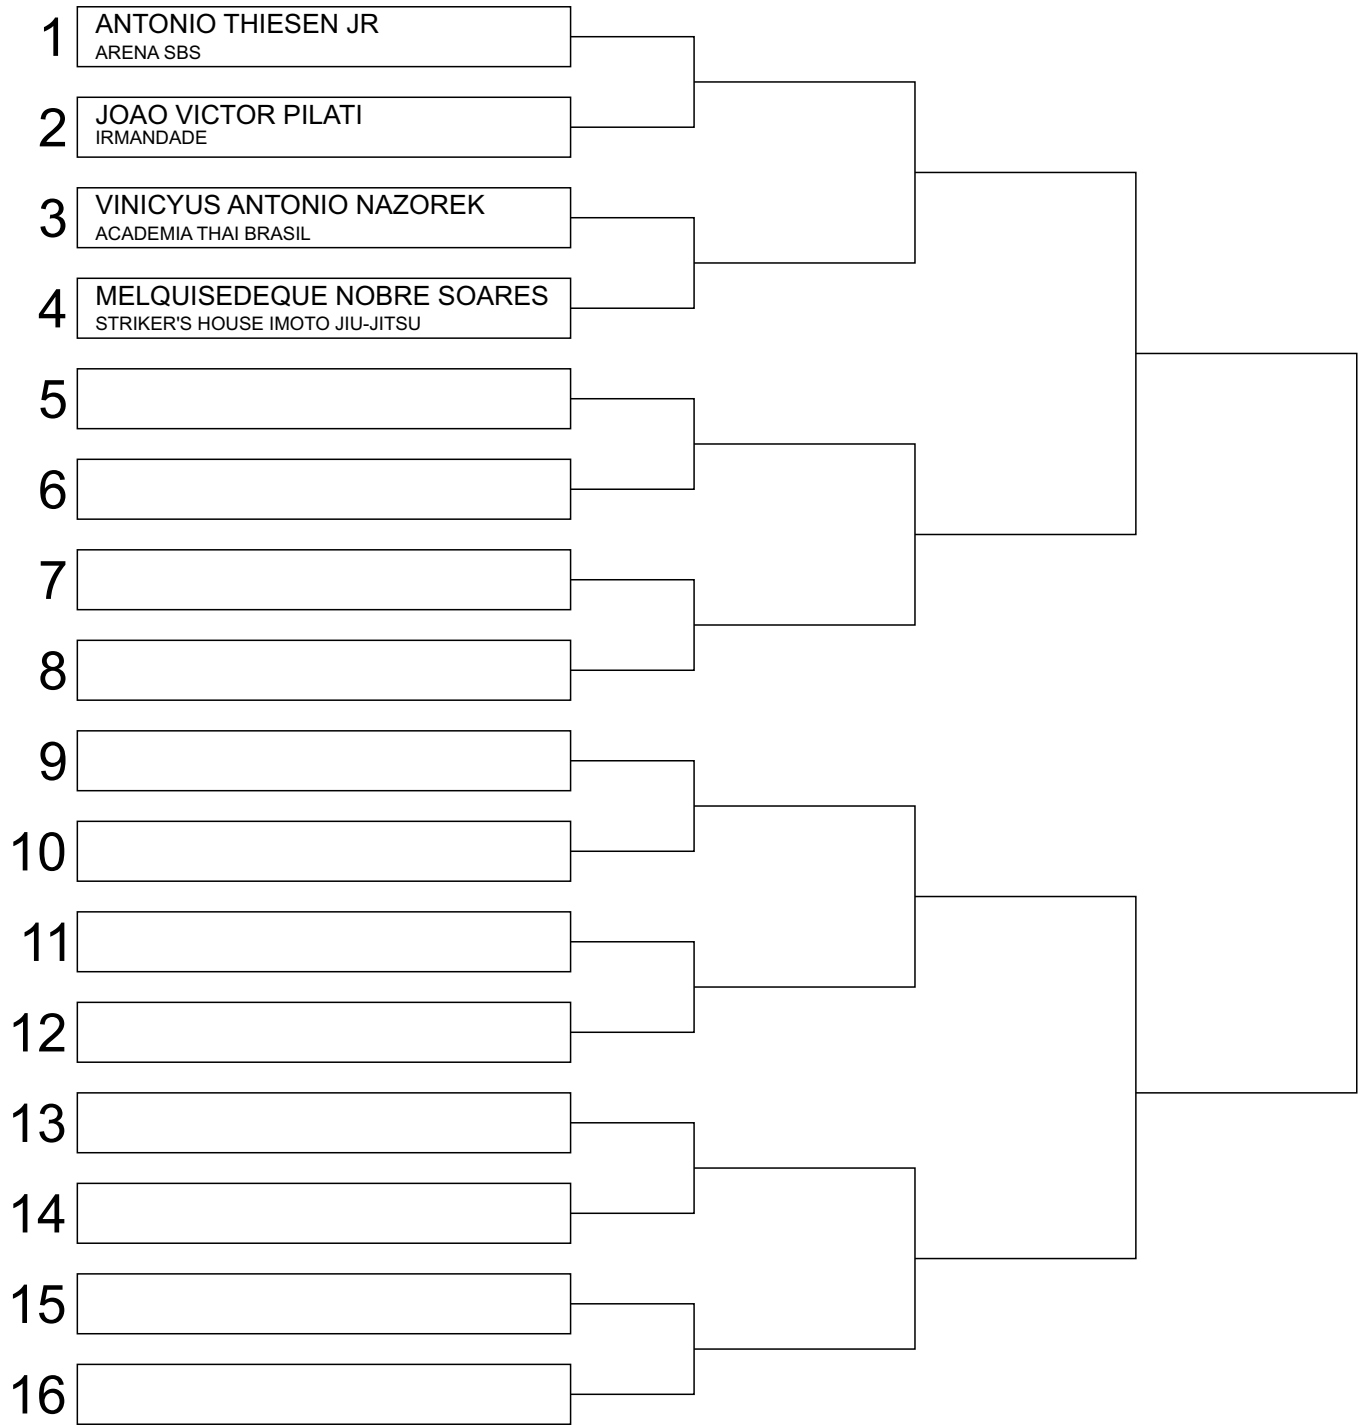 1
ANTONIO THIESEN JR
ARENA SBS
2
JOAO VICTOR PILATI
IRMANDADE
3
VINICYUS ANTONIO NAZOREK
ACADEMIA THAI BRASIL
4
MELQUISEDEQUE NOBRE SOARES
STRIKER'S HOUSE IMOTO JIU-JITSU
5
6
7
8
9
10
11
12
13
14
15
16